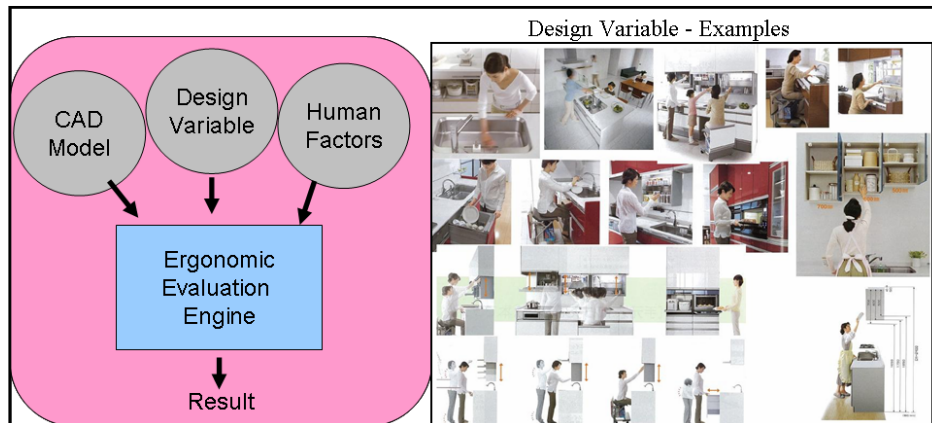 Design Variable - Examples
CAD
Model
Design
Variable
Human
Factors
Ergonomic
Evaluation
Engine
Result